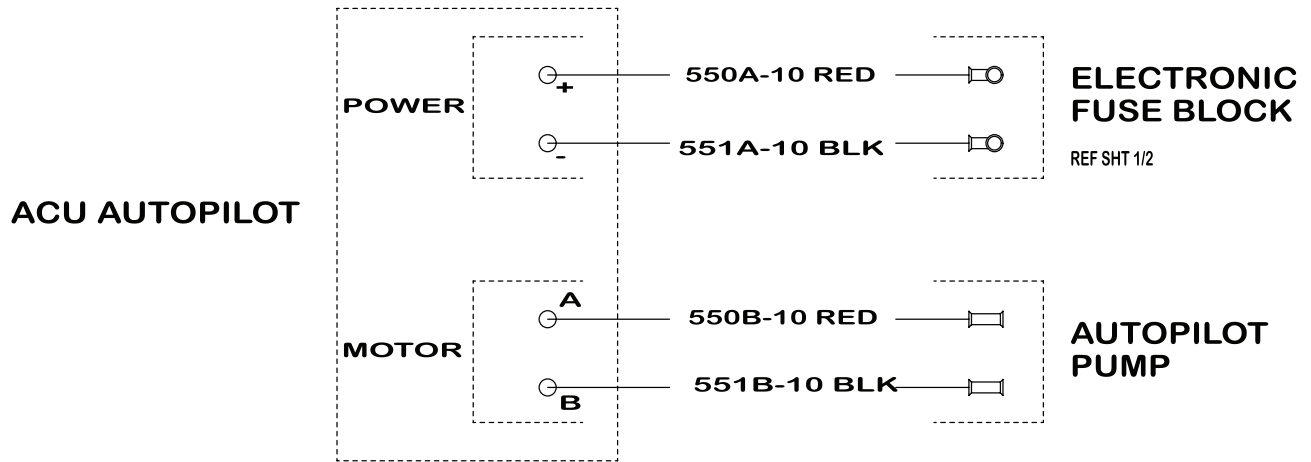 550A-10 RED
ELECTRONIC
FUSE BLOCK
+
POWER
551A-10 BLK
-
REF SHT 1/2
ACU AUTOPILOT
A
550B-10 RED
AUTOPILOT
PUMP
MOTOR
551B-10 BLK
B